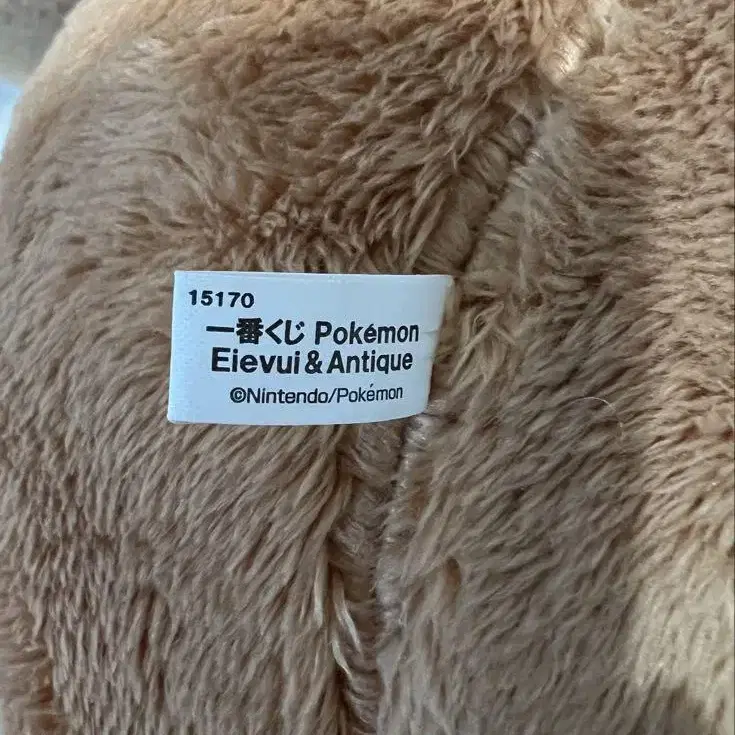 15170
一番くじ Pokémon
Eievui & Antique
©Nintendo/Pokémon